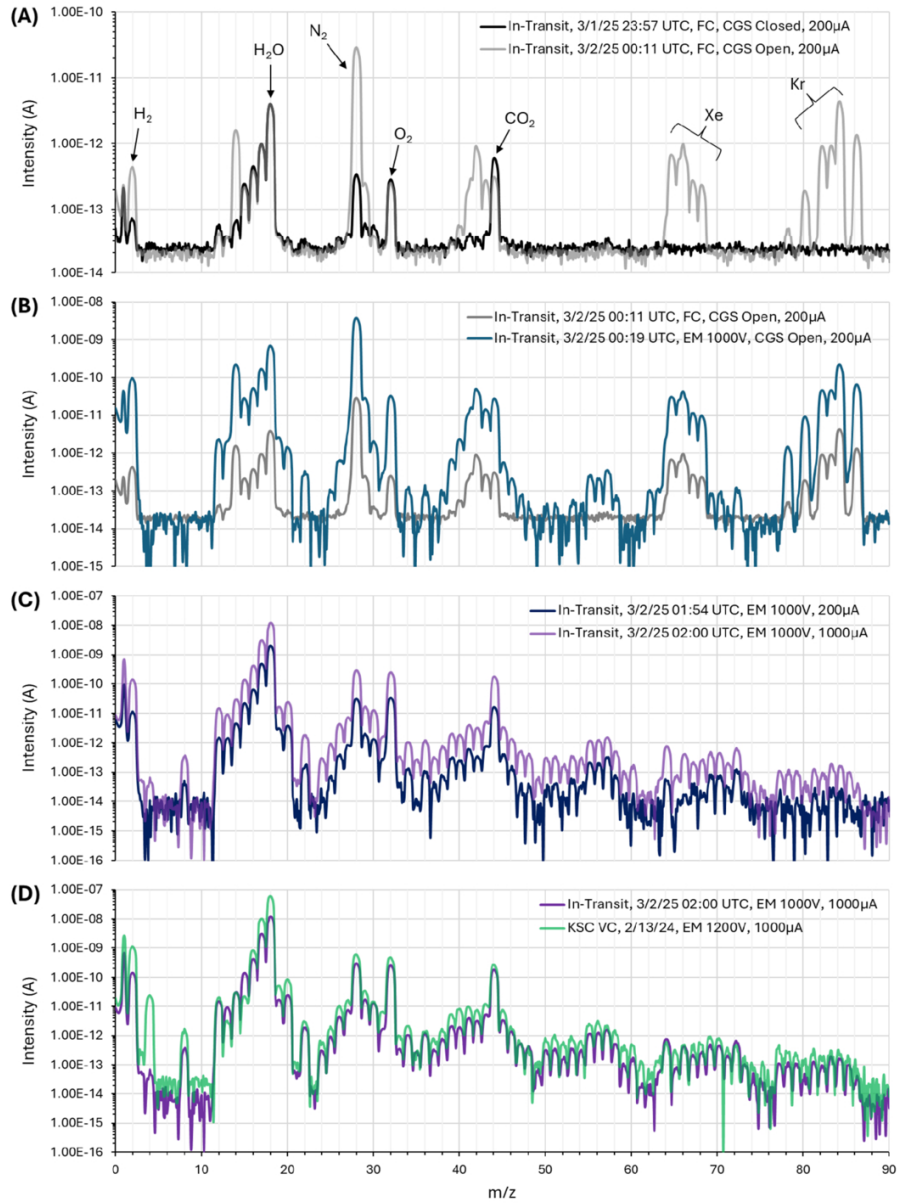 (A)
In-Transit, 3/1/25 23:57 UTC, FC, CGS Closed, 200µA
In-Transit, 3/2/25 00:11 UTC, FC, CGS Open, 200µA
H₂
H₂O
N₂
O₂
CO₂
Xe
Kr
Intensity (A)
1.00E-10
1.00E-11
1.00E-12
1.00E-13
1.00E-14
(B)
In-Transit, 3/2/25 00:11 UTC, FC, CGS Open, 200µA
In-Transit, 3/2/25 00:19 UTC, EM 1000V, CGS Open, 200µA
Intensity (A)
1.00E-08
1.00E-09
1.00E-10
1.00E-11
1.00E-12
1.00E-13
1.00E-14
1.00E-15
(C)
In-Transit, 3/2/25 01:54 UTC, EM 1000V, 200µA
In-Transit, 3/2/25 02:00 UTC, EM 1000V, 1000µA
Intensity (A)
1.00E-07
1.00E-08
1.00E-09
1.00E-10
1.00E-11
1.00E-12
1.00E-13
1.00E-14
1.00E-15
1.00E-16
(D)
In-Transit, 3/2/25 02:00 UTC, EM 1000V, 1000µA
KSC VC, 2/13/24, EM 1200V, 1000µA
Intensity (A)
1.00E-07
1.00E-08
1.00E-09
1.00E-10
1.00E-11
1.00E-12
1.00E-13
1.00E-14
1.00E-15
1.00E-16
0 10 20 30 40 50 60 70 80 90
m/z